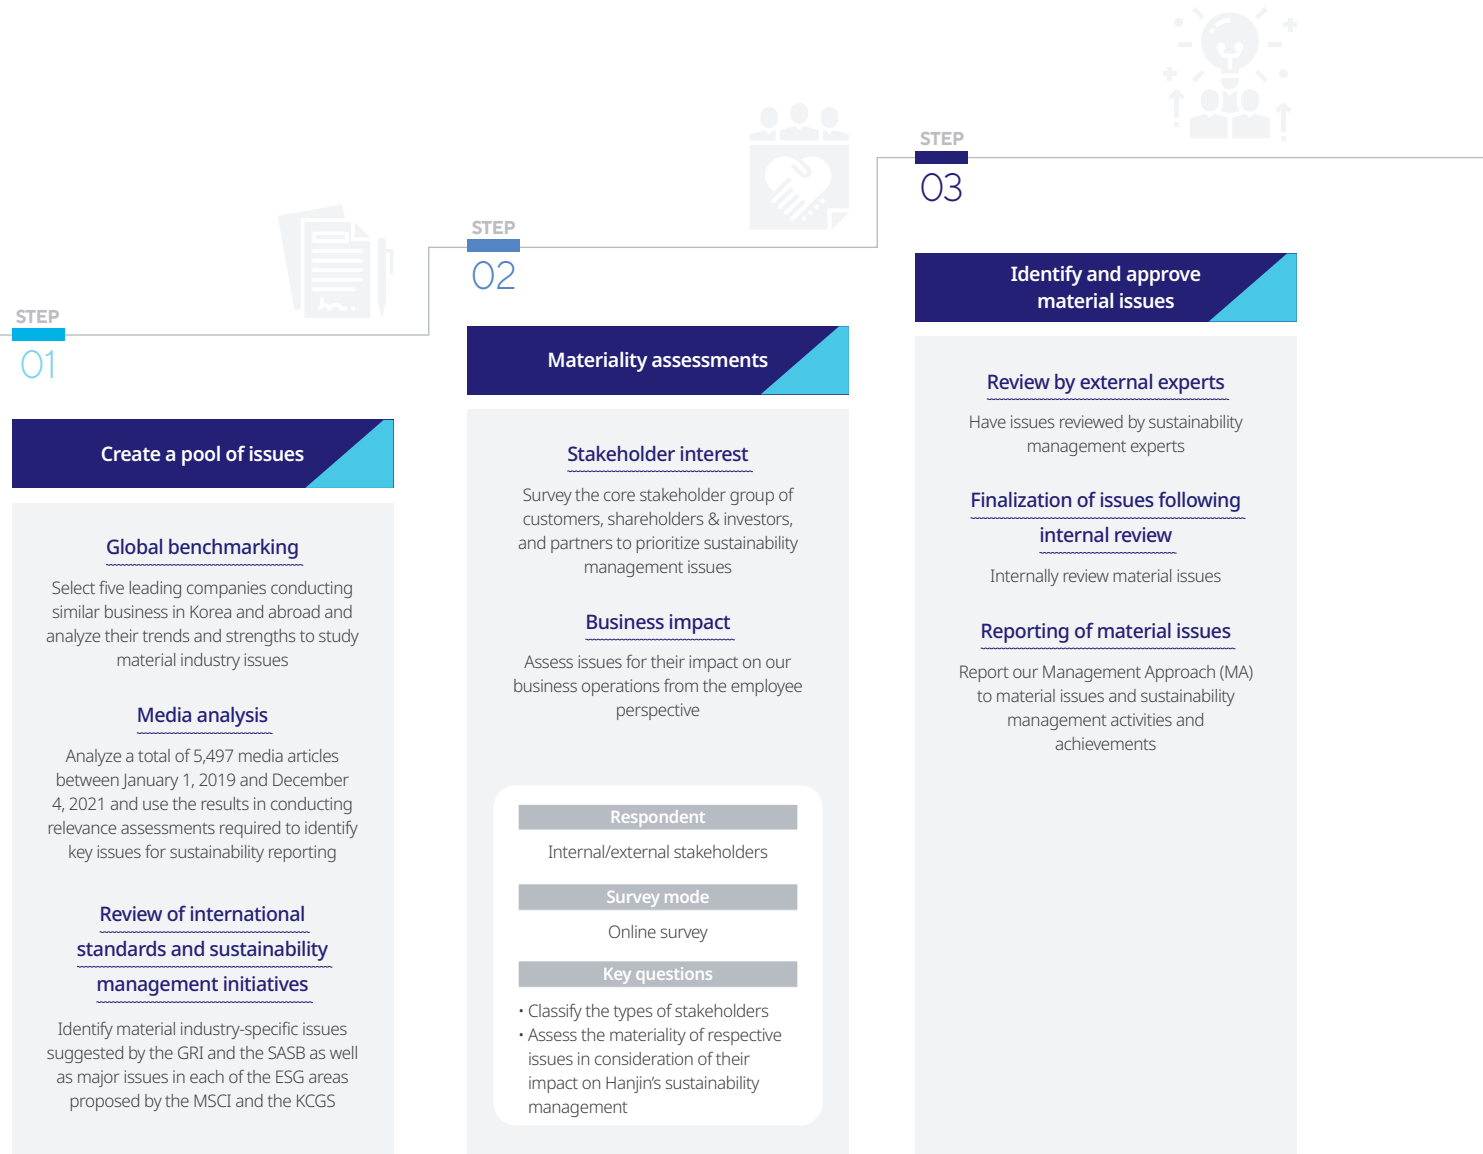 STEP
01
Create a pool of issues
Global benchmarking
Select five leading companies conducting
similar business in Korea and abroad and
analyze their trends and strengths to study
material industry issues
Media analysis
Analyze a total of 5,497 media articles
between January 1, 2019 and December
4, 2021 and use the results in conducting
relevance assessments required to identify
key issues for sustainability reporting
Review of international
standards and sustainability
management initiatives
Identify material industry-specific issues
suggested by the GRI and the SASB as well
as major issues in each of the ESG areas
proposed by the MSCI and the KCGS
STEP
02
Materiality assessments
Stakeholder interest
Survey the core stakeholder group of
customers, shareholders & investors,
and partners to prioritize sustainability
management issues
Business impact
Assess issues for their impact on our
business operations from the employee
perspective
Respondent
Internal/external stakeholders
Survey mode
Online survey
Key questions
• Classify the types of stakeholders
• Assess the materiality of respective
issues in consideration of their
impact on Hanjin’s sustainability
management
STEP
03
Identify and approve
material issues
Review by external experts
Have issues reviewed by sustainability
management experts
Finalization of issues following
internal review
Internally review material issues
Reporting of material issues
Report our Management Approach (MA)
to material issues and sustainability
management activities and
achievements